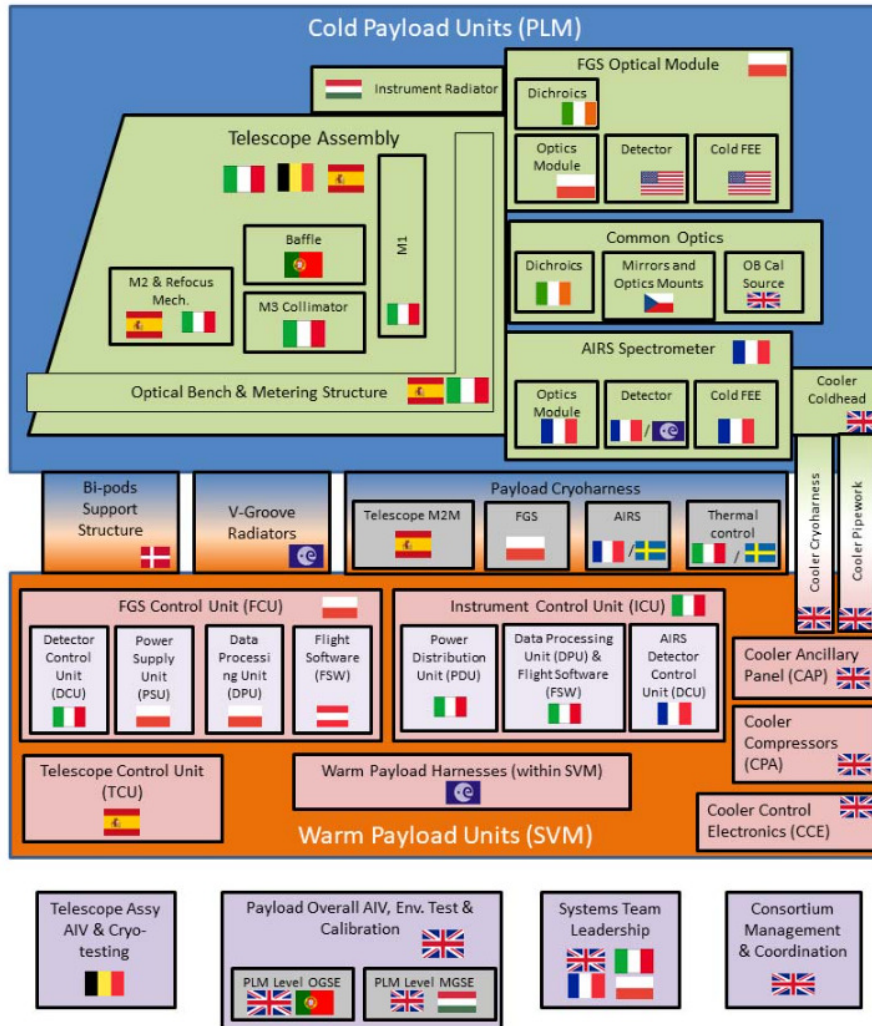 Cold Payload Units (PLM)
Instrument Radiator
FGS Optical Module
Dichroics
Optics
Module
Detector
Cold FEE
Telescope Assembly
M1
Baffle
M2 & Refocus
Mech.
M3 Collimator
Optical Bench & Metering Structure
Common Optics
Dichroics
Mirrors and
Optics Mounts
OB Cal
Source
AIRS Spectrometer
Optics
Module
Detector
/
Cold FEE
Cooler
Coldhead
Bi-pods
Support
Structure
V-Groove
Radiators
Payload Cryoharness
Telescope M2M
FGS
AIRS
/
Thermal
control
/
Cooler Cryoharness
Cooler Pipework
FGS Control Unit (FCU)
Detector
Control
Unit
(DCU)
Power
Supply
Unit
(PSU)
Data
Processi
ng Unit
(DPU)
Flight
Software
(FSW)
Instrument Control Unit (ICU)
Power
Distribution
Unit (PDU)
Data Processing
Unit (DPU) &
Flight Software
(FSW)
AIRS
Detector
Control
Unit (DCU)
Cooler Ancillary
Panel (CAP)
Cooler
Compressors
(CPA)
Cooler Control
Electronics (CCE)
Telescope Control Unit
(TCU)
Warm Payload Harnesses (within SVM)
Warm Payload Units (SVM)
Telescope Assy
AIV & Cryo-
testing
Payload Overall AIV, Env. Test &
Calibration
PLM Level OGSE
PLM Level MGSE
Systems Team
Leadership
Consortium
Management
& Coordination